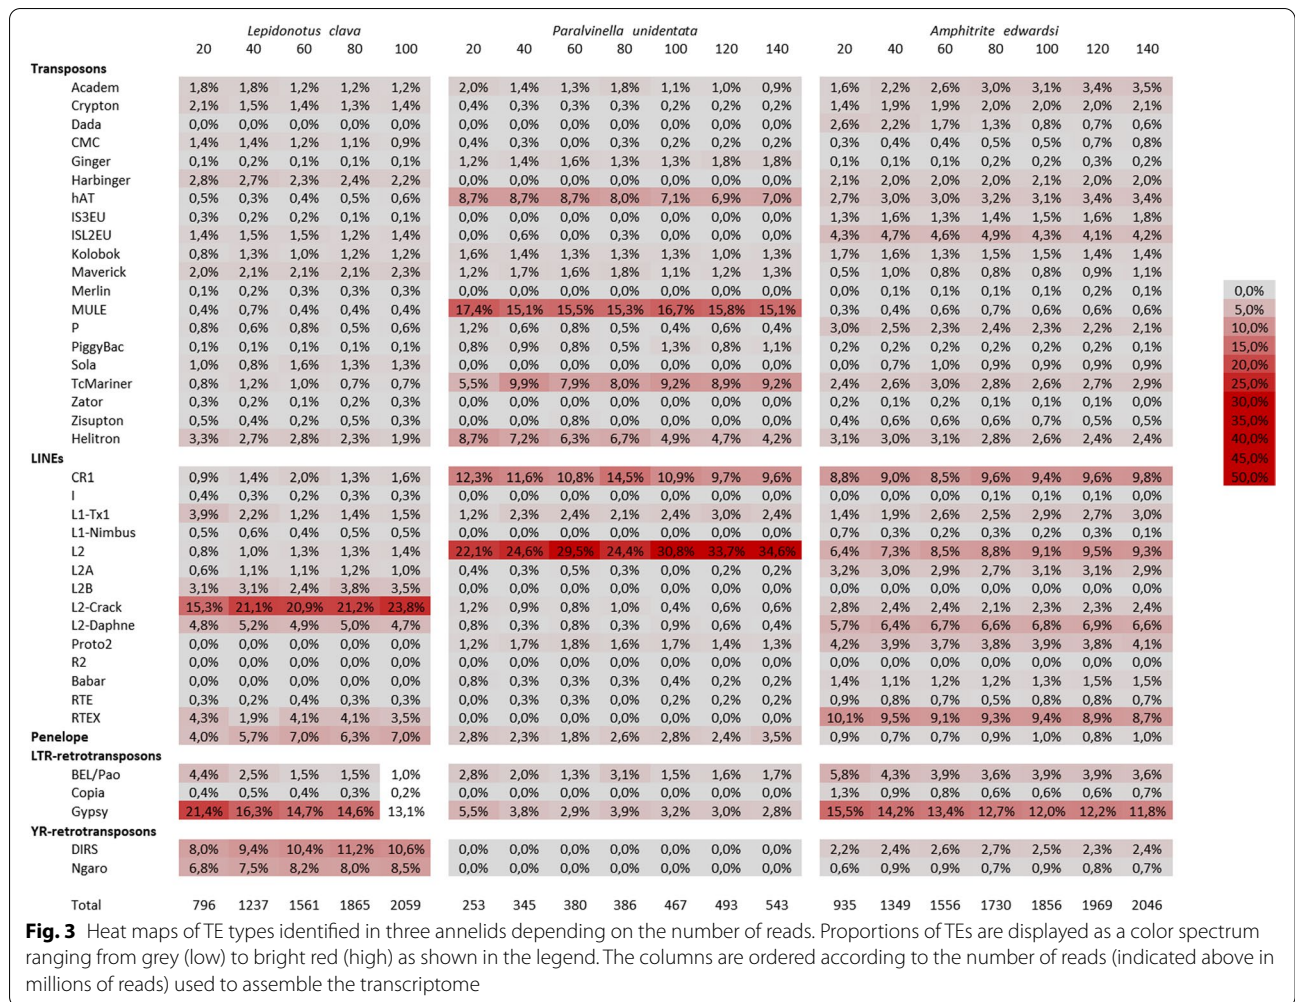 Lepidonotus clava Paralvinella unidentata Amphitrite edwardsi
20 40 60 80 100 20 40 60 80 100 120 140 20 40 60 80 100 120 140
Transposons
Academ 1,8% 1,8% 1,2% 1,2% 1,2% 2,0% 1,4% 1,3% 1,8% 1,1% 1,0% 0,9% 1,6% 2,2% 2,6% 3,0% 3,1% 3,4% 3,5%
Crypton 2,1% 1,5% 1,4% 1,3% 1,4% 0,4% 0,3% 0,3% 0,3% 0,2% 0,2% 0,2% 1,4% 1,9% 1,9% 2,0% 2,0% 2,0% 2,1%
Dada 0,0% 0,0% 0,0% 0,0% 0,0% 0,0% 0,0% 0,0% 0,0% 0,0% 0,0% 0,0% 2,6% 2,2% 1,7% 1,3% 0,8% 0,7% 0,6%
CMC 1,4% 1,4% 1,2% 1,1% 0,9% 0,4% 0,3% 0,0% 0,3% 0,2% 0,2% 0,2% 0,3% 0,4% 0,4% 0,5% 0,5% 0,7% 0,8%
Ginger 0,1% 0,2% 0,1% 0,1% 0,1% 1,2% 1,4% 1,6% 1,3% 1,3% 1,8% 1,8% 0,1% 0,1% 0,1% 0,2% 0,2% 0,3% 0,2%
Harbinger 2,8% 2,7% 2,3% 2,4% 2,2% 0,0% 0,0% 0,0% 0,0% 0,0% 0,0% 0,0% 2,1% 2,0% 2,0% 2,0% 2,1% 2,0% 2,0%
hAT 0,5% 0,3% 0,4% 0,5% 0,6% 8,7% 8,7% 8,7% 8,0% 7,1% 6,9% 7,0% 2,7% 3,0% 3,0% 3,2% 3,1% 3,4% 3,4%
IS3EU 0,3% 0,2% 0,2% 0,1% 0,1% 0,0% 0,0% 0,0% 0,0% 0,0% 0,0% 0,0% 1,3% 1,6% 1,3% 1,4% 1,5% 1,6% 1,8%
ISL2EU 1,4% 1,5% 1,5% 1,2% 1,4% 0,0% 0,6% 0,0% 0,3% 0,0% 0,0% 0,0% 4,3% 4,7% 4,6% 4,9% 4,3% 4,1% 4,2%
Kolobok 0,8% 1,3% 1,0% 1,2% 1,2% 1,6% 1,4% 1,3% 1,3% 1,3% 1,0% 1,3% 1,7% 1,6% 1,3% 1,5% 1,5% 1,4% 1,4%
Maverick 2,0% 2,1% 2,1% 2,1% 2,3% 1,2% 1,7% 1,6% 1,8% 1,1% 1,2% 1,3% 0,5% 1,0% 0,8% 0,8% 0,8% 0,9% 1,1%
Merlin 0,1% 0,2% 0,3% 0,3% 0,3% 0,0% 0,0% 0,0% 0,0% 0,0% 0,0% 0,0% 0,0% 0,1% 0,1% 0,1% 0,1% 0,2% 0,1% 0,0%
MULE 0,4% 0,7% 0,4% 0,4% 0,4% 17,4% 15,1% 15,5% 15,3% 16,7% 15,8% 15,1% 0,3% 0,4% 0,6% 0,7% 0,6% 0,6% 0,6% 5,0%
P 0,8% 0,6% 0,8% 0,5% 0,6% 1,2% 0,6% 0,8% 0,5% 0,4% 0,6% 0,4% 3,0% 2,5% 2,3% 2,4% 2,3% 2,2% 2,1% 10,0%
PiggyBac 0,1% 0,1% 0,1% 0,1% 0,1% 0,8% 0,9% 0,8% 0,5% 1,3% 0,8% 1,1% 0,2% 0,2% 0,2% 0,2% 0,2% 0,2% 0,1% 15,0%
Sola 1,0% 0,8% 1,6% 1,3% 1,3% 0,0% 0,0% 0,0% 0,0% 0,0% 0,0% 0,0% 0,0% 0,7% 1,0% 0,9% 0,9% 0,9% 0,9% 20,0%
TcMariner 0,8% 1,2% 1,0% 0,7% 0,7% 5,5% 9,9% 7,9% 8,0% 9,2% 8,9% 9,2% 2,4% 2,6% 3,0% 2,8% 2,6% 2,7% 2,9% 25,0%
Zator 0,3% 0,2% 0,1% 0,2% 0,3% 0,0% 0,0% 0,0% 0,0% 0,0% 0,0% 0,0% 0,2% 0,1% 0,2% 0,1% 0,1% 0,1% 0,0% 30,0%
Zisupton 0,5% 0,4% 0,2% 0,5% 0,3% 0,0% 0,0% 0,8% 0,0% 0,0% 0,0% 0,0% 0,4% 0,6% 0,6% 0,6% 0,7% 0,5% 0,5% 35,0%
Helitron 3,3% 2,7% 2,8% 2,3% 1,9% 8,7% 7,2% 6,3% 6,7% 4,9% 4,7% 4,2% 3,1% 3,0% 3,1% 2,8% 2,6% 2,4% 2,4% 40,0%
LINEs 45,0%
CR1 0,9% 1,4% 2,0% 1,3% 1,6% 12,3% 11,6% 10,8% 14,5% 10,9% 9,7% 9,6% 8,8% 9,0% 8,5% 9,6% 9,4% 9,6% 9,8% 50,0%
I 0,4% 0,3% 0,2% 0,3% 0,3% 0,0% 0,0% 0,0% 0,0% 0,0% 0,0% 0,0% 0,0% 0,0% 0,0% 0,1% 0,1% 0,1% 0,0%
L1-Tx1 3,9% 2,2% 1,2% 1,4% 1,5% 1,2% 2,3% 2,4% 2,1% 2,4% 3,0% 2,4% 1,4% 1,9% 2,6% 2,5% 2,9% 2,7% 3,0%
L1-Nimbus 0,5% 0,6% 0,4% 0,5% 0,5% 0,0% 0,0% 0,0% 0,0% 0,0% 0,0% 0,0% 0,7% 0,3% 0,2% 0,3% 0,2% 0,3% 0,1%
L2 0,8% 1,0% 1,3% 1,3% 1,4% 22,1% 24,6% 29,5% 24,4% 30,8% 33,7% 34,6% 6,4% 7,3% 8,5% 8,8% 9,1% 9,5% 9,3%
L2A 0,6% 1,1% 1,1% 1,2% 1,0% 0,4% 0,3% 0,5% 0,3% 0,0% 0,2% 0,2% 3,2% 3,0% 2,9% 2,7% 3,1% 3,1% 2,9%
L2B 3,1% 3,1% 2,4% 3,8% 3,5% 0,0% 0,0% 0,0% 0,0% 0,0% 0,0% 0,0% 0,0% 0,0% 0,0% 0,0% 0,0% 0,0% 0,0%
L2-Crack 15,3% 21,1% 20,9% 21,2% 23,8% 1,2% 0,9% 0,8% 1,0% 0,4% 0,6% 0,6% 2,8% 2,4% 2,4% 2,1% 2,3% 2,3% 2,4%
L2-Daphne 4,8% 5,2% 4,9% 5,0% 4,7% 0,8% 0,3% 0,8% 0,3% 0,9% 0,6% 0,4% 5,7% 6,4% 6,7% 6,6% 6,8% 6,9% 6,6%
Proto2 0,0% 0,0% 0,0% 0,0% 0,0% 1,2% 1,7% 1,8% 1,6% 1,7% 1,4% 1,3% 4,2% 3,9% 3,7% 3,8% 3,9% 3,8% 4,1%
R2 0,0% 0,0% 0,0% 0,0% 0,0% 0,0% 0,0% 0,0% 0,0% 0,0% 0,0% 0,0% 0,0% 0,0% 0,0% 0,0% 0,0% 0,0% 0,0%
Babar 0,0% 0,0% 0,0% 0,0% 0,0% 0,8% 0,3% 0,3% 0,3% 0,4% 0,2% 0,2% 1,4% 1,1% 1,2% 1,2% 1,3% 1,5% 1,5%
RTE 0,3% 0,2% 0,4% 0,3% 0,3% 0,0% 0,3% 0,3% 0,0% 0,2% 0,2% 0,2% 0,9% 0,8% 0,7% 0,5% 0,8% 0,8% 0,7%
RTEX 4,3% 1,9% 4,1% 4,1% 3,5% 0,0% 0,0% 0,0% 0,0% 0,0% 0,0% 0,0% 10,1% 9,5% 9,1% 9,3% 9,4% 8,9% 8,7%
Penelope 4,0% 5,7% 7,0% 6,3% 7,0% 2,8% 2,3% 1,8% 2,6% 2,8% 2,4% 3,5% 0,9% 0,7% 0,7% 0,9% 1,0% 0,8% 1,0%
LTR-retrotransposons
BEL/Pao 4,4% 2,5% 1,5% 1,5% 1,0% 2,8% 2,0% 1,3% 3,1% 1,5% 1,6% 1,7% 5,8% 4,3% 3,9% 3,6% 3,9% 3,9% 3,6%
Copia 0,4% 0,5% 0,4% 0,3% 0,2% 0,0% 0,0% 0,0% 0,0% 0,0% 0,0% 0,0% 1,3% 0,9% 0,8% 0,6% 0,6% 0,6% 0,7%
Gypsy 21,4% 16,3% 14,7% 14,6% 13,1% 5,5% 3,8% 2,9% 3,9% 3,2% 3,0% 2,8% 15,5% 14,2% 13,4% 12,7% 12,0% 12,2% 11,8%
YR-retrotransposons
DIRS 8,0% 9,4% 10,4% 11,2% 10,6% 0,0% 0,0% 0,0% 0,0% 0,0% 0,0% 0,0% 2,2% 2,4% 2,6% 2,7% 2,5% 2,3% 2,4%
Ngaro 6,8% 7,5% 8,2% 8,0% 8,5% 0,0% 0,0% 0,0% 0,0% 0,0% 0,0% 0,0% 0,6% 0,9% 0,9% 0,7% 0,9% 0,8% 0,7%
Total 796 1237 1561 1865 2059 253 345 380 386 467 493 543 935 1349 1556 1730 1856 1969 2046
Fig. 3 Heat maps of TE types identified in three annelids depending on the number of reads. Proportions of TEs are displayed as a color spectrum
ranging from grey (low) to bright red (high) as shown in the legend. The columns are ordered according to the number of reads (indicated above in
millions of reads) used to assemble the transcriptome